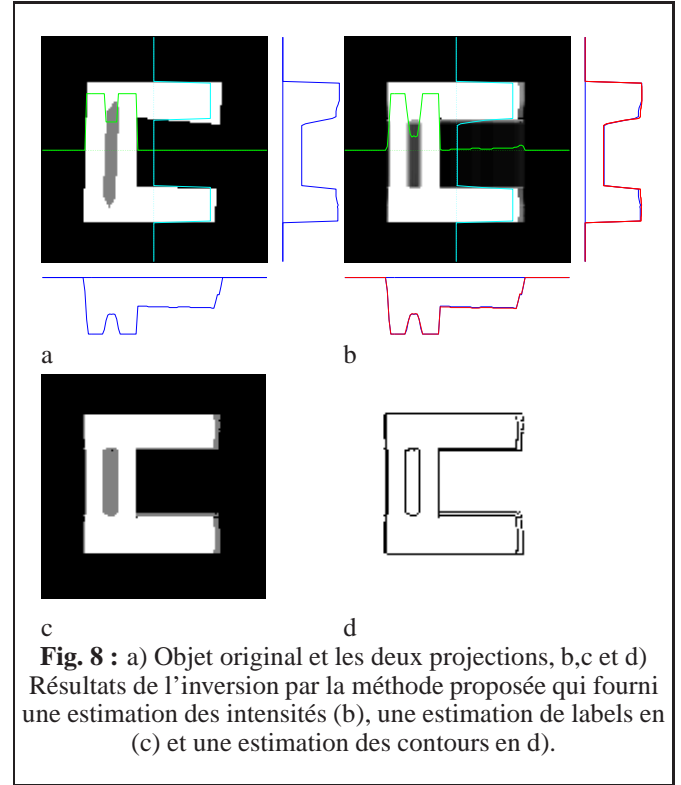 a
b
c
d
Fig. 8 : a) Objet original et les deux projections, b,c et d)
Résultats de l'inversion par la méthode proposée qui fourni
une estimation des intensités (b), une estimation de labels en
(c) et une estimation des contours en d).